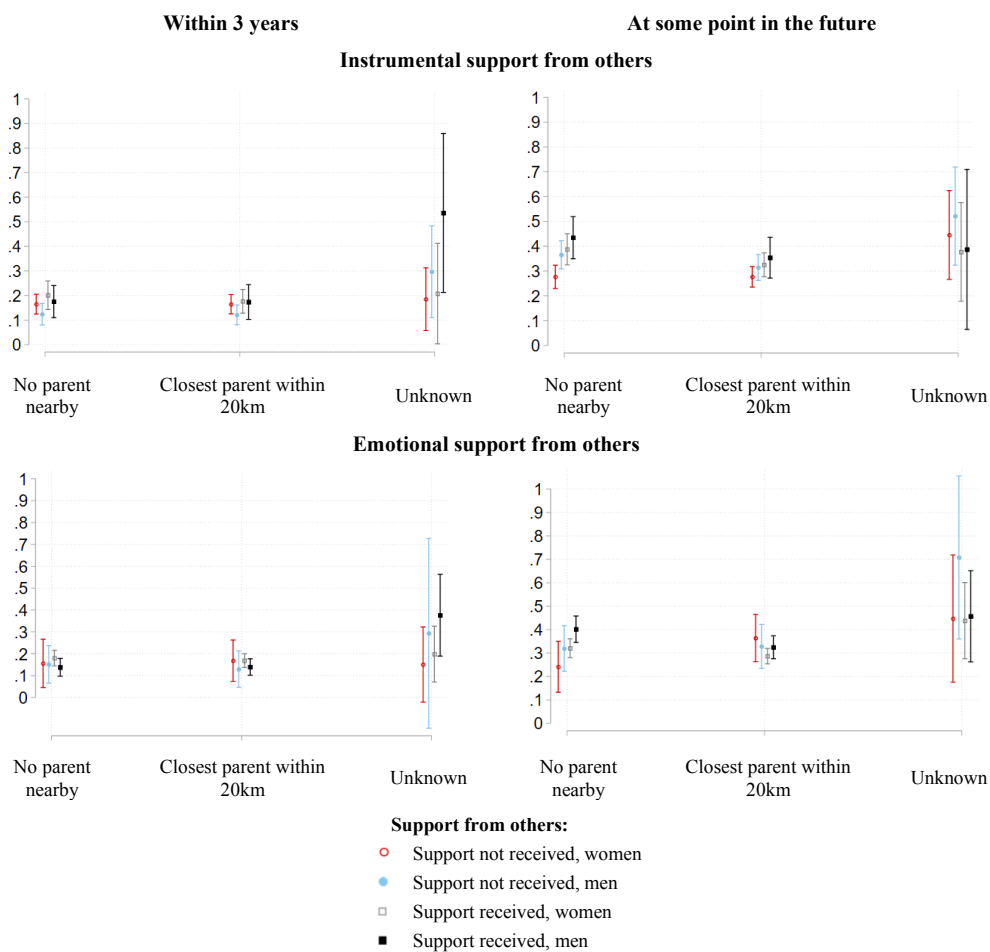 Within 3 years
At some point in the future
Instrumental support from others
1
.9
.8
.7
.6
.5
.4
.3
.2
.1
0
No parent
nearby
Closest parent within
20km
Unknown
1
.9
.8
.7
.6
.5
.4
.3
.2
.1
0
No parent
nearby
Closest parent within
20km
Unknown
Emotional support from others
1
.9
.8
.7
.6
.5
.4
.3
.2
.1
0
No parent
nearby
Closest parent within
20km
Unknown
1
.9
.8
.7
.6
.5
.4
.3
.2
.1
0
No parent
nearby
Closest parent within
20km
Unknown
Support from others:
Support not received, women
Support not received, men
Support received, women
Support received, men